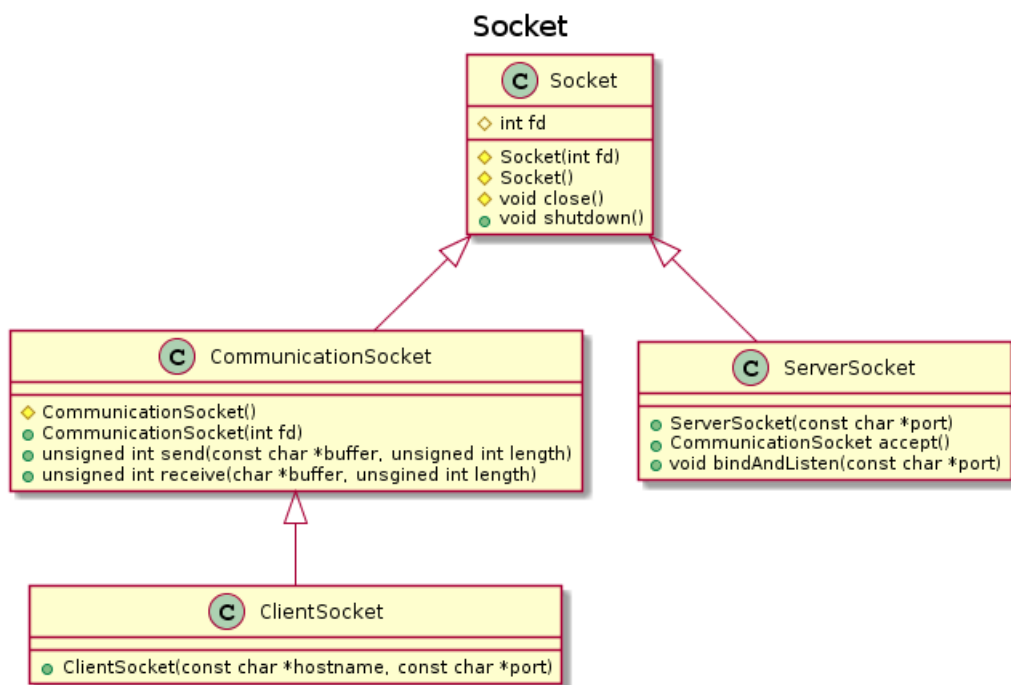 Socket
C Socket
int fd
Socket(int fd)
Socket()
void close()
void shutdown()
C CommunicationSocket
CommunicationSocket()
CommunicationSocket(int fd)
unsigned int send(const char *buffer, unsigned int length)
unsigned int receive(char *buffer, unsgined int length)
C ServerSocket
ServerSocket(const char *port)
CommunicationSocket accept()
void bindAndListen(const char *port)
C ClientSocket
ClientSocket(const char *hostname, const char *port)